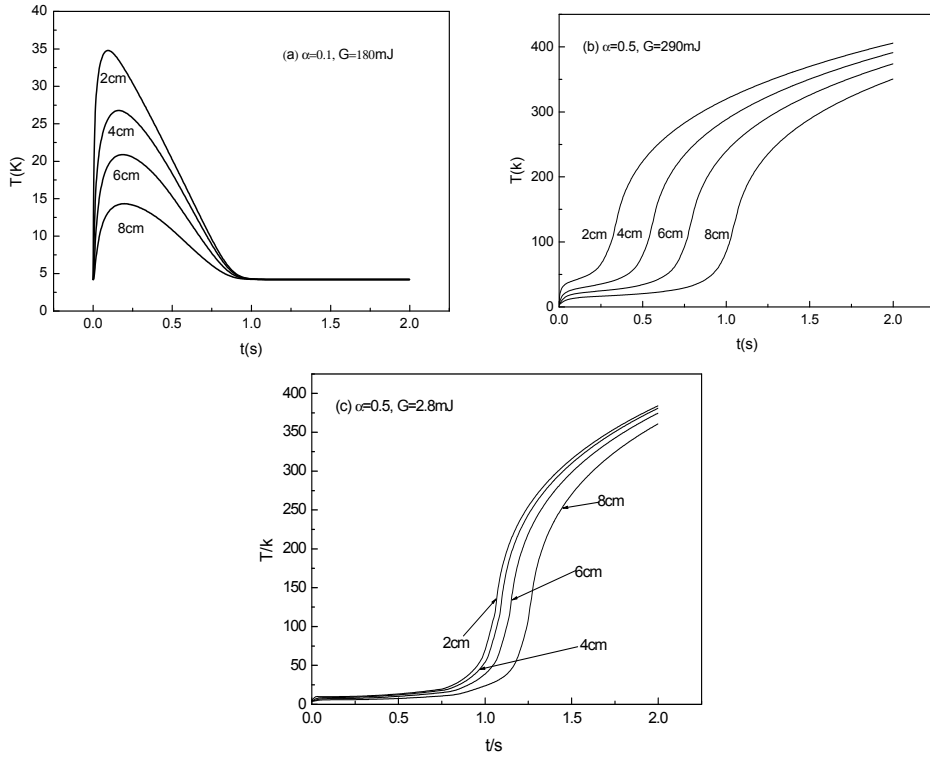 (a) α=0.1, G=180mJ
40
35
30
25
20
15
10
5
0
T(K)
2cm
4cm
6cm
8cm
0.0 0.5 1.0 1.5 2.0
t(s)
(b) α=0.5, G=290mJ
400
300
200
100
0
T(k)
2cm 4cm 6cm 8cm
0.0 0.5 1.0 1.5 2.0
t(s)
(c) α=0.5, G=2.8mJ
400
350
300
250
200
150
100
50
0
T/k
8cm
6cm
2cm
4cm
0.0 0.5 1.0 1.5 2.0
t/s